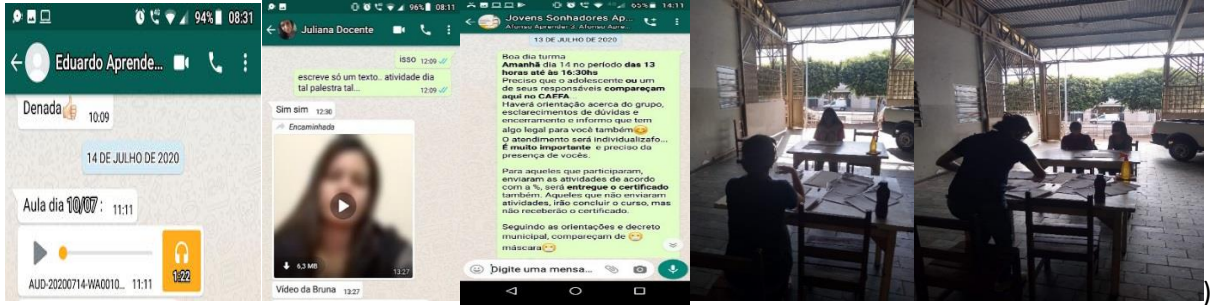 94% 08:31
Eduardo Aprende...
Denada
10:09
14 DE JULHO DE 2020
Aula dia 10/07 : 11:11
1:22
AUD-20200714-WA0010... 11:11
96% 08:11
Juliana Docente
isso 12:09
escreve só um texto.. atividade dia
tal palestra tal...
12:09
Sim sim 12:30
Encaminhada
6,3 MB
13:27
Vídeo da Bruna 13:27
65% 14:11
Jovens Sonhadores Ap...
13 DE JULHO DE 2020
Boa dia turma
Amanhã dia 14 no período das 13
horas até às 16:30hs
Preciso que o adolescente ou um
de seus responsáveis compareçam
aqui no CAEFA
Haverá orientação acerca do grupo,
esclarecimentos de dúvidas e
encerramento e informo que tem
algo legal para você também
O atendimento será individualizafo...
É muito importante e preciso da
presença de vocês.
Para aqueles que participaram,
enviaram as atividades de acordo
com a %, será entregue o certificado
também. Aqueles que não enviaram
atividades, irão concluir o curso, mas
não receberão o certificado.
Seguindo as orientações e decreto
municipal, compareçam de
máscara
Digite uma mensa...
)